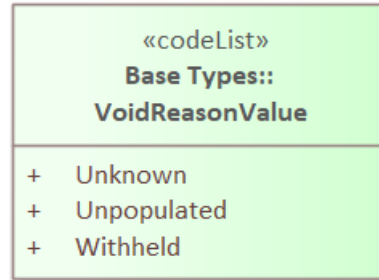 «codeList»
Base Types::
VoidReasonValue
+ Unknown
+ Unpopulated
+ Withheld